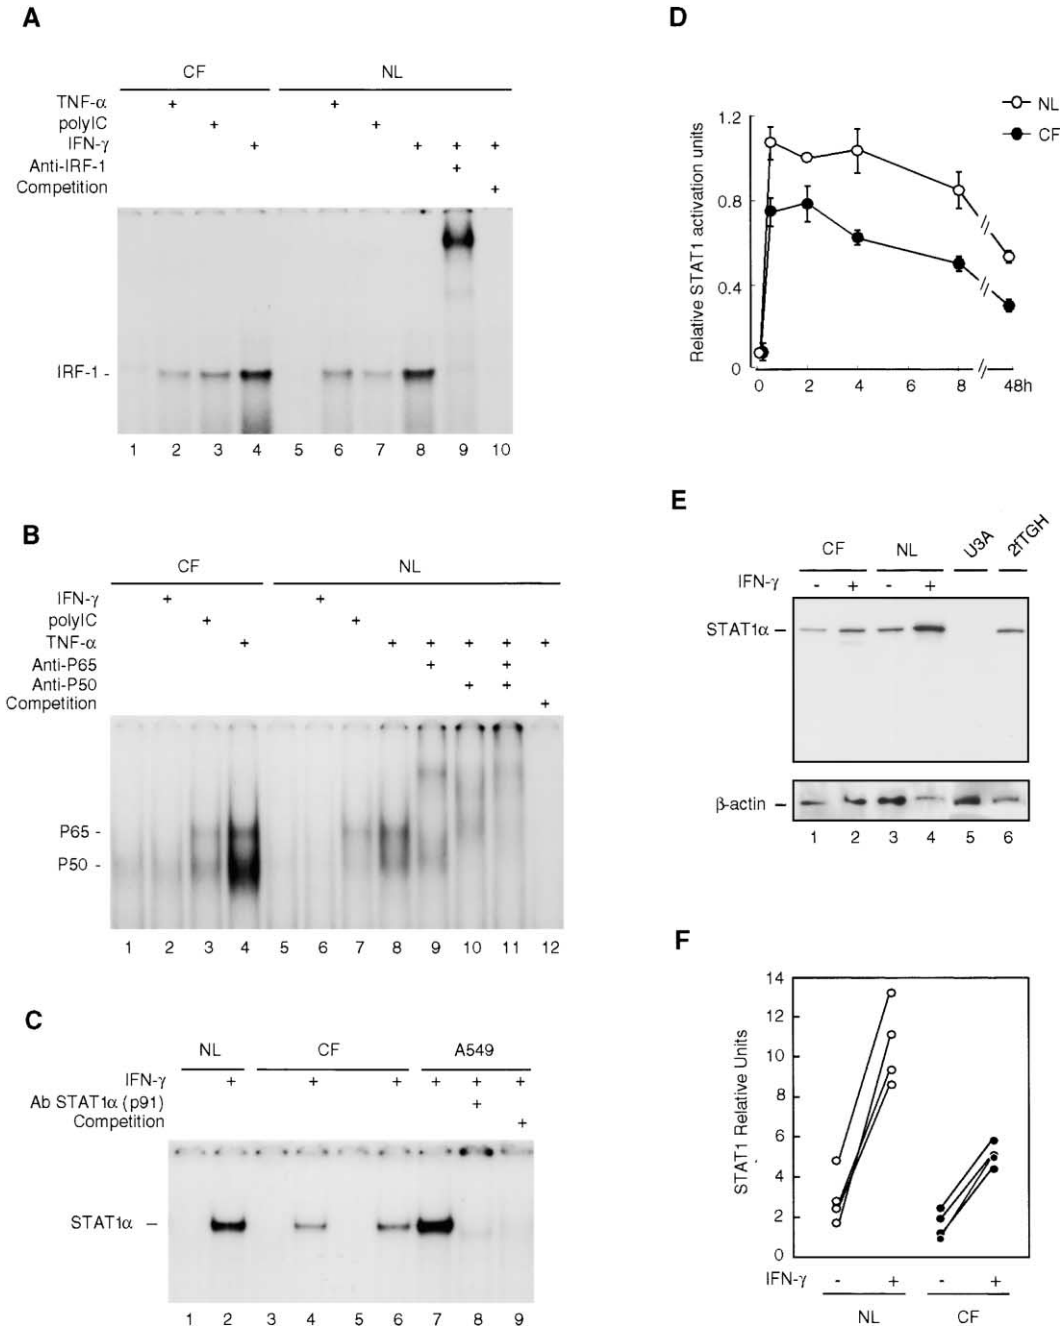 A
CF NL
TNF-α + +
polyIC + +
IFN-γ + + + +
Anti-IRF-1 +
Competition +
IRF-1 -
1 2 3 4 5 6 7 8 9 10
B
CF NL
IFN-γ + +
polyIC + +
TNF-α + + + + + +
Anti-P65 + +
Anti-P50 + +
Competition +
P65 -
P50 -
1 2 3 4 5 6 7 8 9 10 11 12
C
NL CF A549
IFN-γ + + + + + +
Ab STAT1α (p91) +
Competition +
STAT1α –
1 2 3 4 5 6 7 8 9
D
NL
CF
Relative STAT1 activation units
1.2
0.8
0.4
0
0 2 4 6 8 48h
E
CF NL U3A 2fTGH
IFN-γ - + - +
STAT1α –
β-actin –
1 2 3 4 5 6
F
STAT1 Relative Units
14
12
10
8
6
4
2
0
IFN-γ - + - +
NL CF